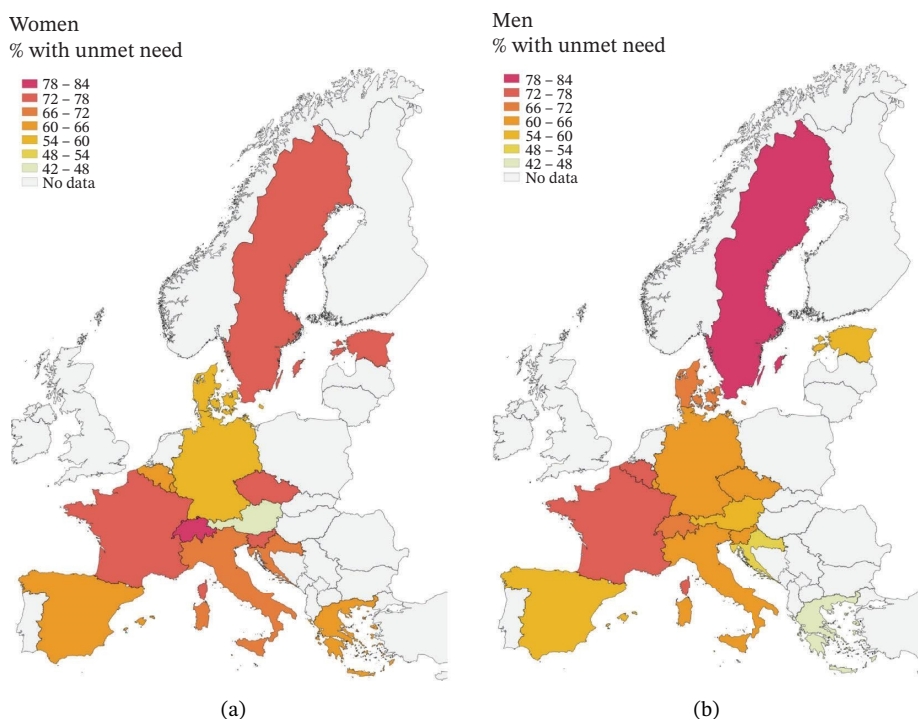 Women
% with unmet need
78 – 84
72 – 78
66 – 72
60 – 66
54 – 60
48 – 54
42 – 48
No data
(a)
Men
% with unmet need
78 – 84
72 – 78
66 – 72
60 – 66
54 – 60
48 – 54
42 – 48
No data
(b)